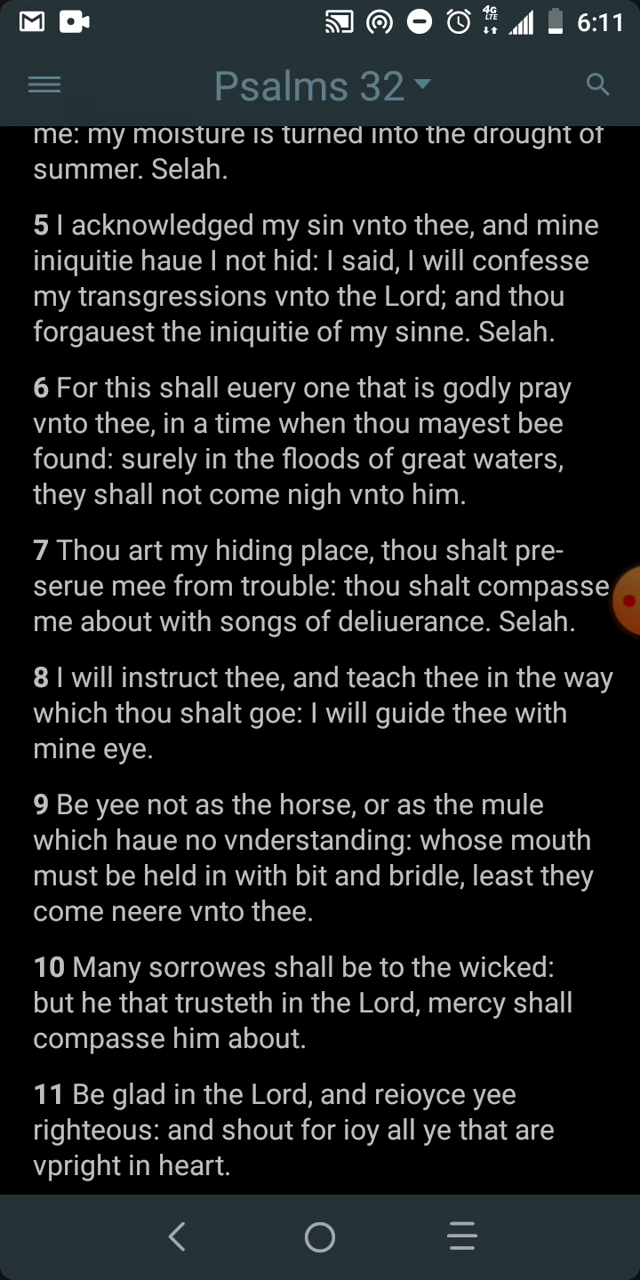 4G
LTE
6:11
Psalms 32
me: my moisture is turned into the drought of
summer. Selah.
5 I acknowledged my sin vnto thee, and mine
iniquitie haue I not hid: I said, I will confesse
my transgressions vnto the Lord; and thou
forgauest the iniquitie of my sinne. Selah.
6 For this shall euery one that is godly pray
vnto thee, in a time when thou mayest bee
found: surely in the floods of great waters,
they shall not come nigh vnto him.
7 Thou art my hiding place, thou shalt pre-
serue mee from trouble: thou shalt compasse
me about with songs of deliuerance. Selah.
8 I will instruct thee, and teach thee in the way
which thou shalt goe: I will guide thee with
mine eye.
9 Be yee not as the horse, or as the mule
which haue no vnderstanding: whose mouth
must be held in with bit and bridle, least they
come neere vnto thee.
10 Many sorrowes shall be to the wicked:
but he that trusteth in the Lord, mercy shall
compasse him about.
11 Be glad in the Lord, and reioyce yee
righteous: and shout for ioy all ye that are
vpright in heart.